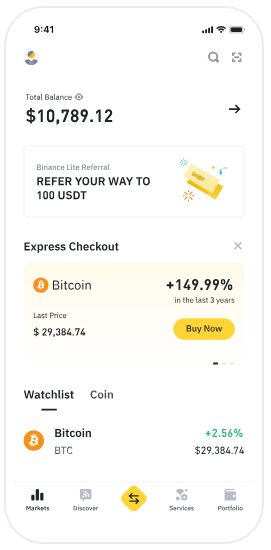 9:41
Total Balance
$10,789.12
Binance Lite Referral
REFER YOUR WAY TO
100 USDT
Express Checkout
Bitcoin
+149.99%
in the last 3 years
Last Price
$ 29,384.74
Buy Now
Watchlist Coin
Bitcoin +2.56%
BTC $29,384.74
Markets Discover Services Portfolio